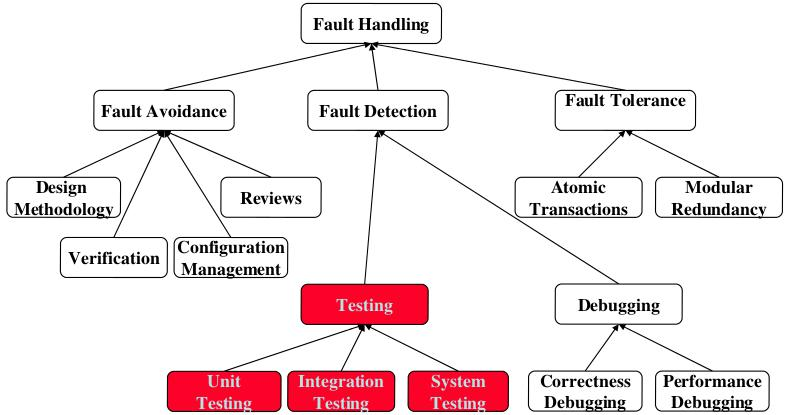 Fault Handling
Fault Avoidance
Fault Detection
Fault Tolerance
Design
Methodology
Reviews
Atomic
Transactions
Modular
Redundancy
Verification
Configuration
Management
Testing
Debugging
Unit
Testing
Integration
Testing
System
Testing
Correctness
Debugging
Performance
Debugging